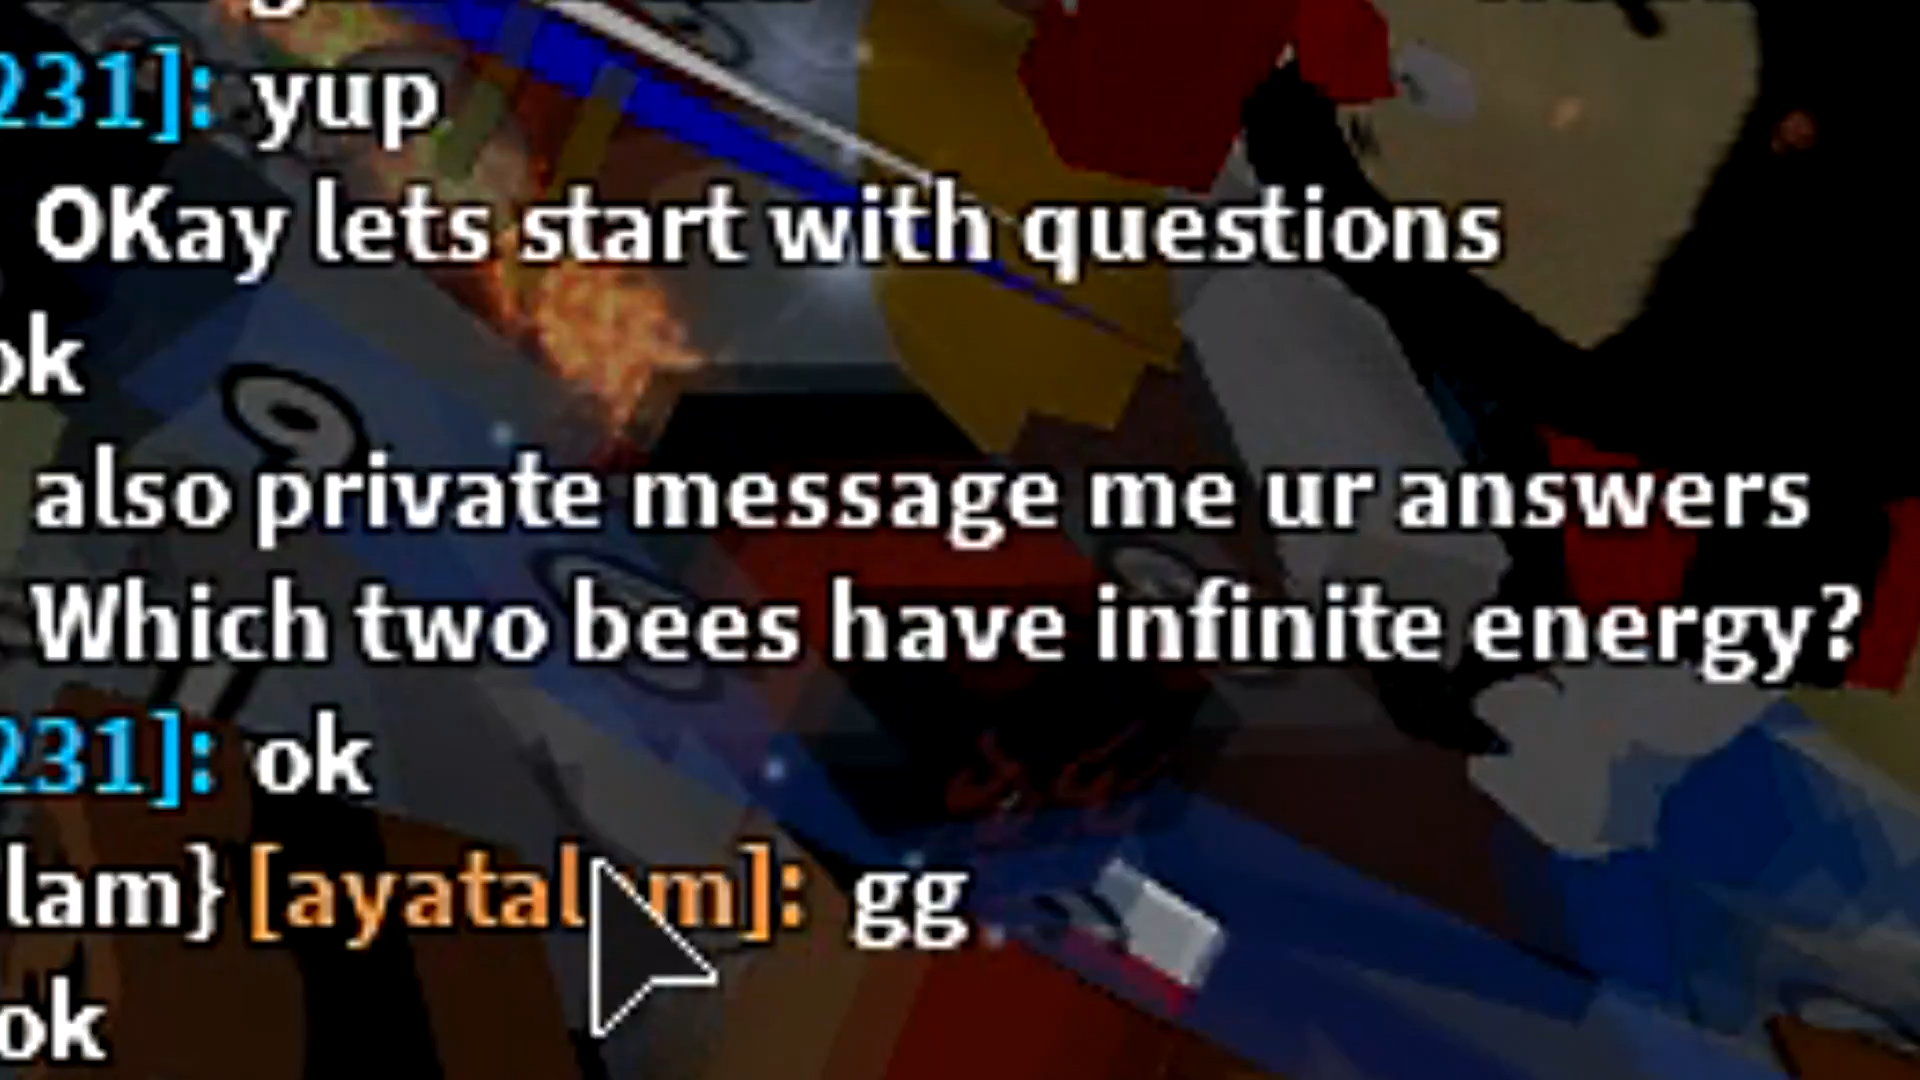 231]: yup
OKay lets start with questions
ok
also private message me ur answers
Which two bees have infinite energy?
231]: ok
lam} [ayatalam]: gg
ok